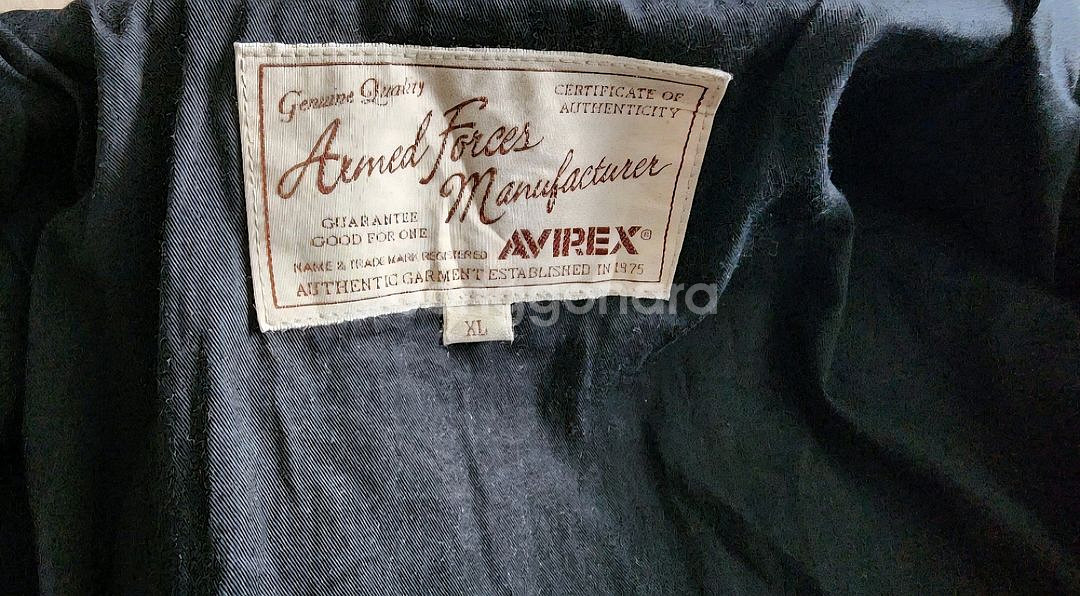 Genuine Quality
CERTIFICATE OF
AUTHENTICITY
Armed Forces
Manufacturer
GUARANTEE
GOOD FOR ONE
AVIREX®
NAME & TRADE MARK REGISTERED
AUTHENTIC GARMENT ESTABLISHED IN 1975
XL